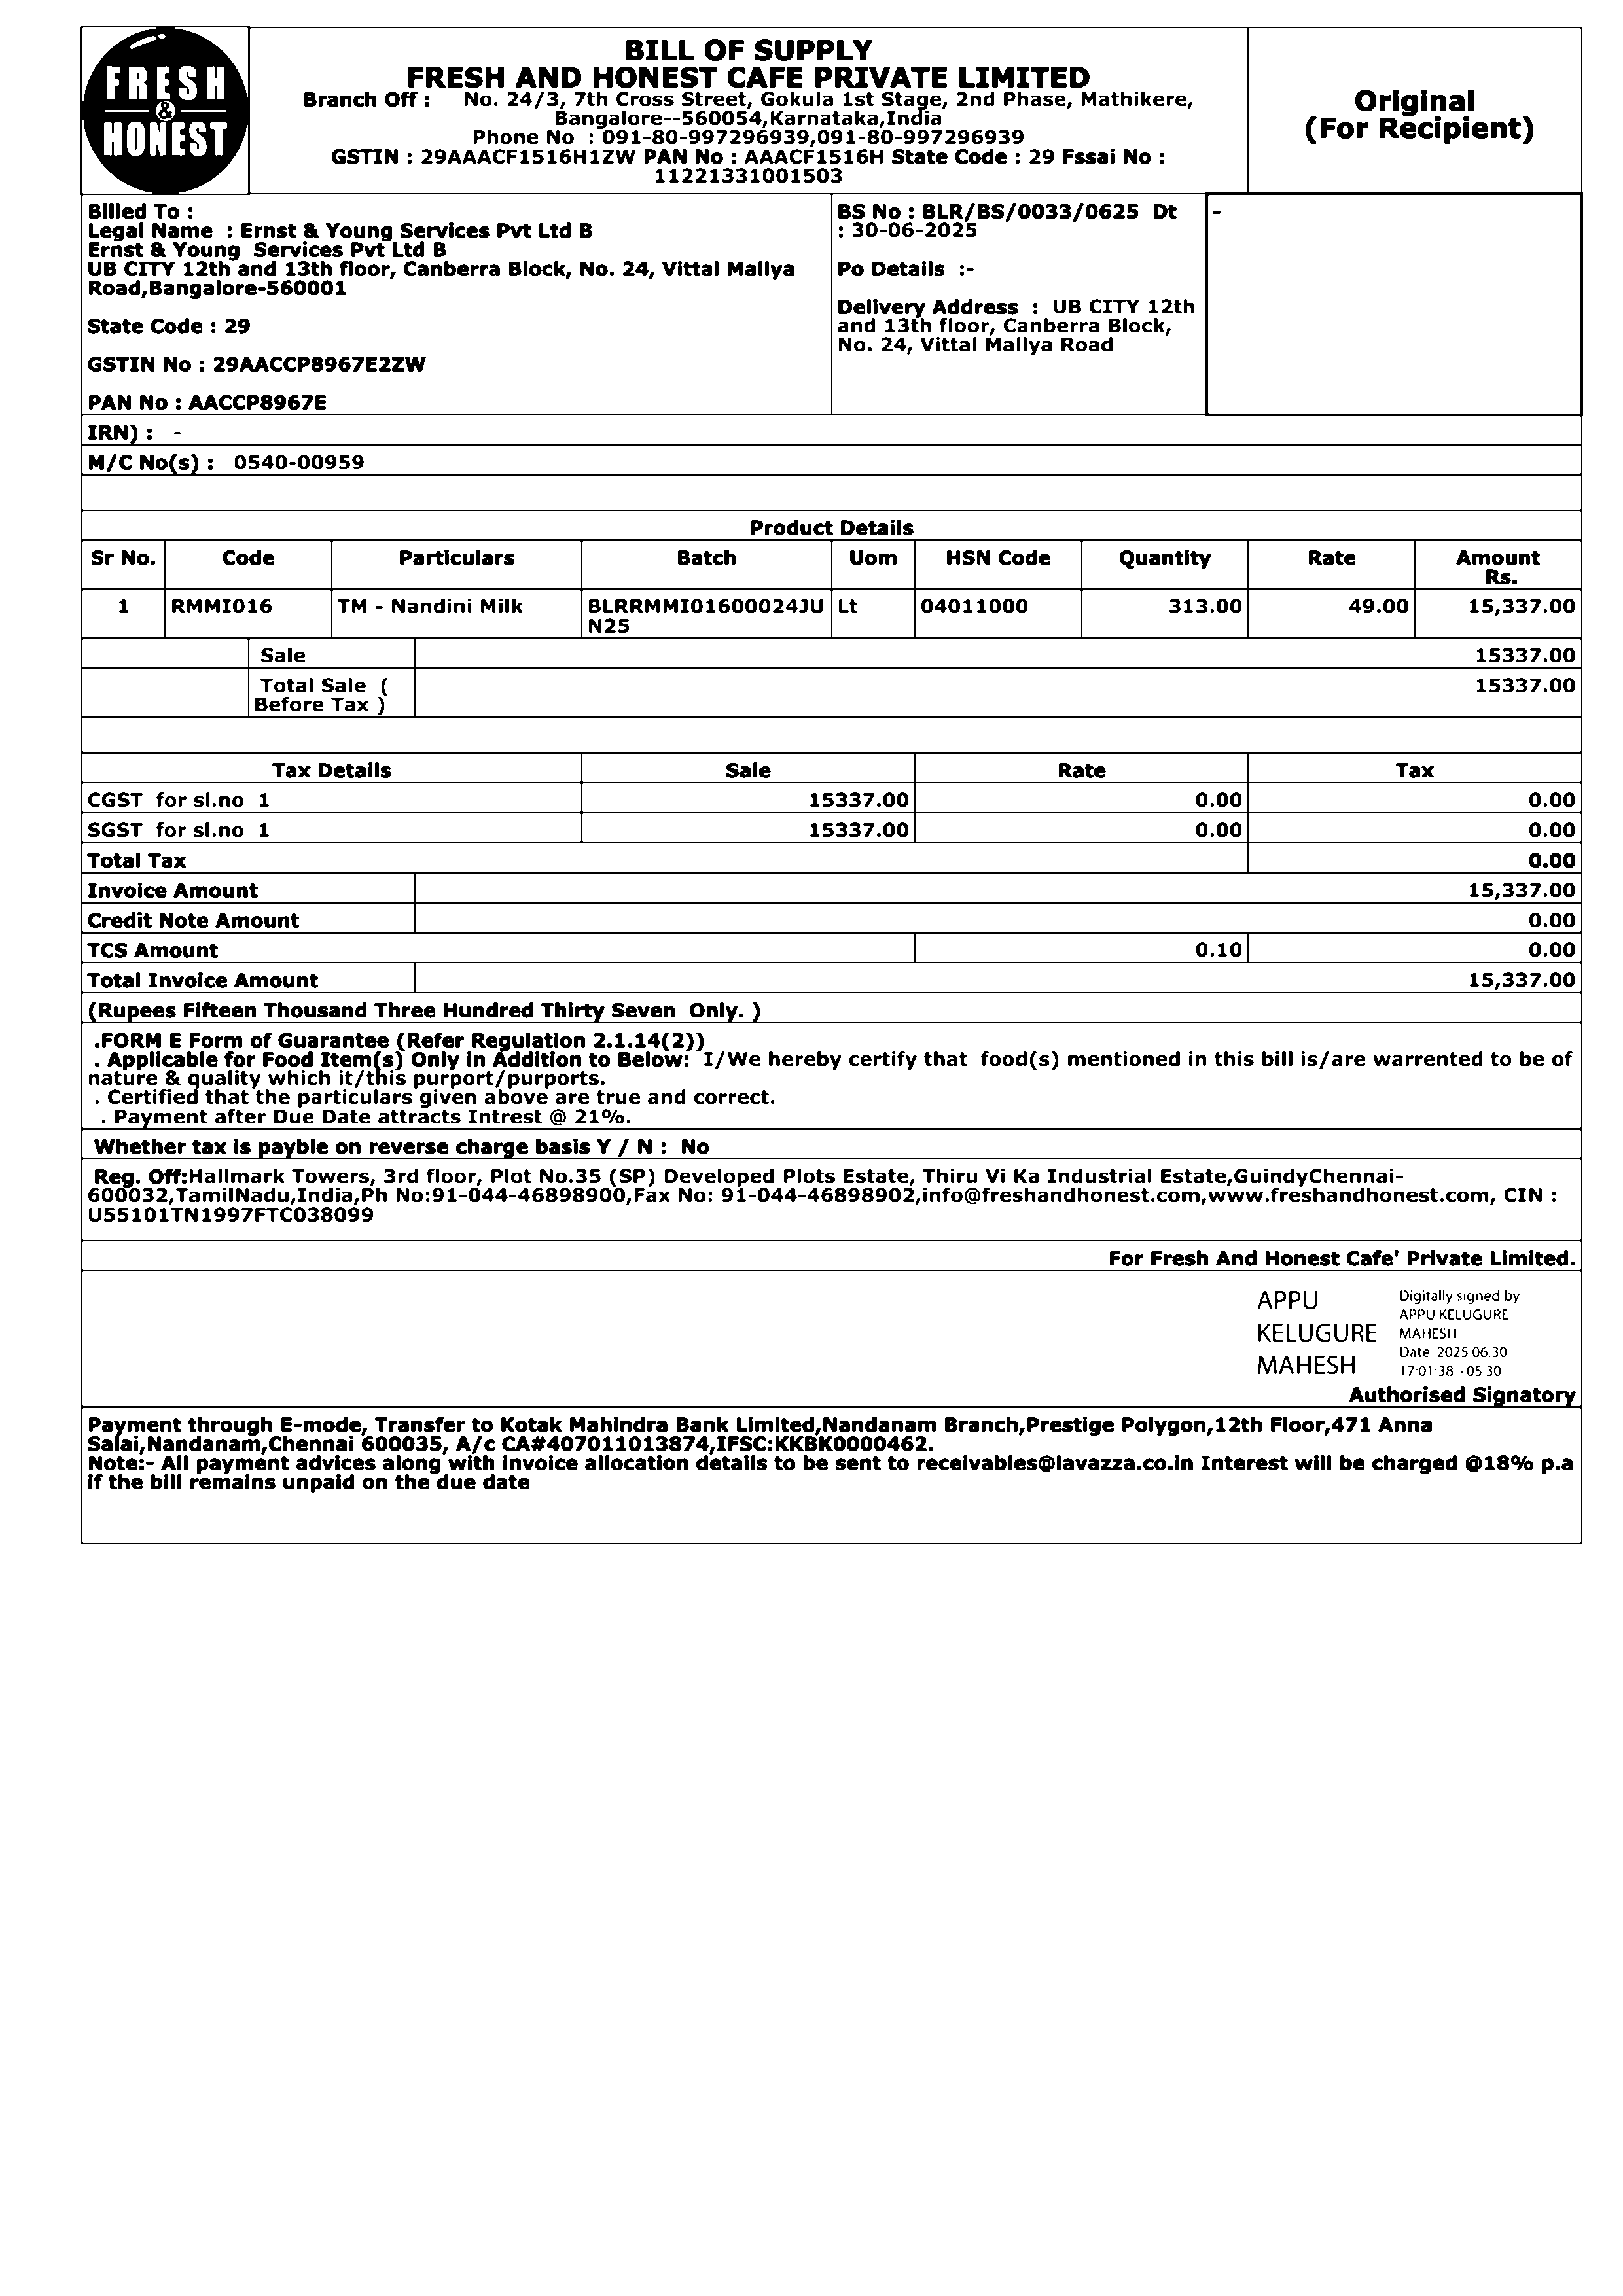 FRESH
&
HONEST
BILL OF SUPPLY
FRESH AND HONEST CAFE PRIVATE LIMITED
Branch Off : No. 24/3, 7th Cross Street, Gokula 1st Stage, 2nd Phase, Mathikere,
Bangalore--560054,Karnataka,India
Phone No : 091-80-997296939,091-80-997296939
GSTIN : 29AAACF1516H1ZW PAN No : AAACF1516H State Code : 29 Fssai No :
11221331001503
Original
(For Recipient)
Billed To :
Legal Name : Ernst & Young Services Pvt Ltd B
Ernst & Young Services Pvt Ltd B
UB CITY 12th and 13th floor, Canberra Block, No. 24, Vittal Mallya
Road,Bangalore-560001
State Code : 29
GSTIN No : 29AACCP8967E2ZW
PAN No : AACCP8967E
BS No : BLR/BS/0033/0625 Dt
: 30-06-2025
Po Details :-
Delivery Address : UB CITY 12th
and 13th floor, Canberra Block,
No. 24, Vittal Mallya Road
-
IRN) : -
M/C No(s) : 0540-00959
Product Details
Sr No. Code Particulars Batch Uom HSN Code Quantity Rate Amount
Rs.
1 RMMI016 TM - Nandini Milk BLRRMMI01600024JU Lt 04011000 313.00 49.00 15,337.00
N25
Sale 15337.00
Total Sale ( 15337.00
Before Tax )
Tax Details Sale Rate Tax
CGST for sl.no 1 15337.00 0.00 0.00
SGST for sl.no 1 15337.00 0.00 0.00
Total Tax 0.00
Invoice Amount 15,337.00
Credit Note Amount 0.00
TCS Amount 0.10 0.00
Total Invoice Amount 15,337.00
(Rupees Fifteen Thousand Three Hundred Thirty Seven Only. )
.FORM E Form of Guarantee (Refer Regulation 2.1.14(2))
. Applicable for Food Item(s) Only in Addition to Below: I/We hereby certify that food(s) mentioned in this bill is/are warrented to be of
nature & quality which it/this purport/purports.
. Certified that the particulars given above are true and correct.
. Payment after Due Date attracts Intrest @ 21%.
Whether tax is payble on reverse charge basis Y / N : No
Reg. Off:Hallmark Towers, 3rd floor, Plot No.35 (SP) Developed Plots Estate, Thiru Vi Ka Industrial Estate,GuindyChennai-
600032,TamilNadu,India,Ph No:91-044-46898900,Fax No: 91-044-46898902,info@freshandhonest.com,www.freshandhonest.com, CIN :
U55101TN1997FTC038099
For Fresh And Honest Cafe' Private Limited.
APPU
KELUGURE
MAHESH
Digitally signed by
APPU KELUGURE
MAHESH
Date: 2025.06.30
17:01:38 -05 30
Authorised Signatory
Payment through E-mode, Transfer to Kotak Mahindra Bank Limited,Nandanam Branch,Prestige Polygon,12th Floor,471 Anna
Salai,Nandanam,Chennai 600035, A/c CA#407011013874,IFSC:KKBK0000462.
Note:- All payment advices along with invoice allocation details to be sent to receivables@lavazza.co.in Interest will be charged @18% p.a
if the bill remains unpaid on the due date